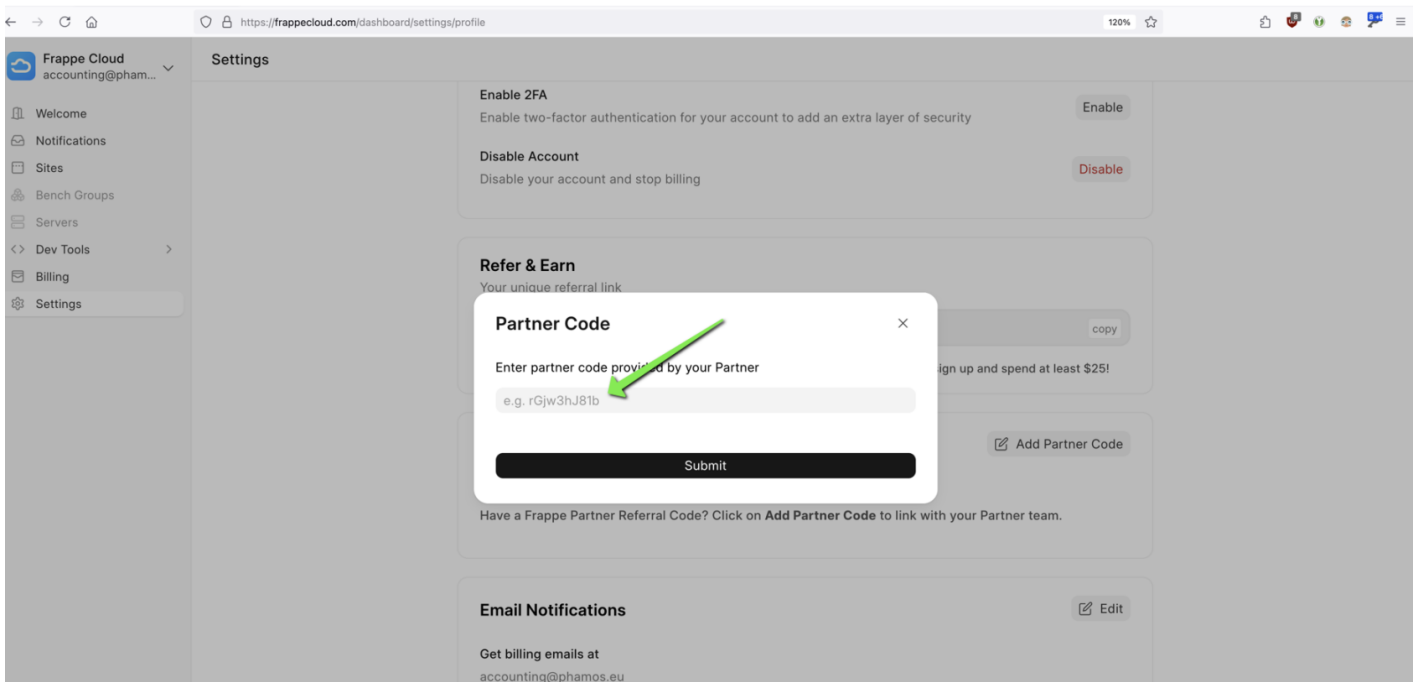 https://frappecloud.com/dashboard/settings/profile
120%
Frappe Cloud
accounting@pham...
Settings
Welcome
Notifications
Sites
Bench Groups
Servers
Dev Tools
Billing
Settings
Enable 2FA
Enable two-factor authentication for your account to add an extra layer of security
Enable
Disable Account
Disable your account and stop billing
Disable
Refer & Earn
Your unique referral link
copy
sign up and spend at least $25!
Partner Code
Enter partner code provided by your Partner
e.g. rGjw3hJ81b
Submit
Add Partner Code
Have a Frappe Partner Referral Code? Click on Add Partner Code to link with your Partner team.
Email Notifications
Edit
Get billing emails at
accounting@phamos.eu